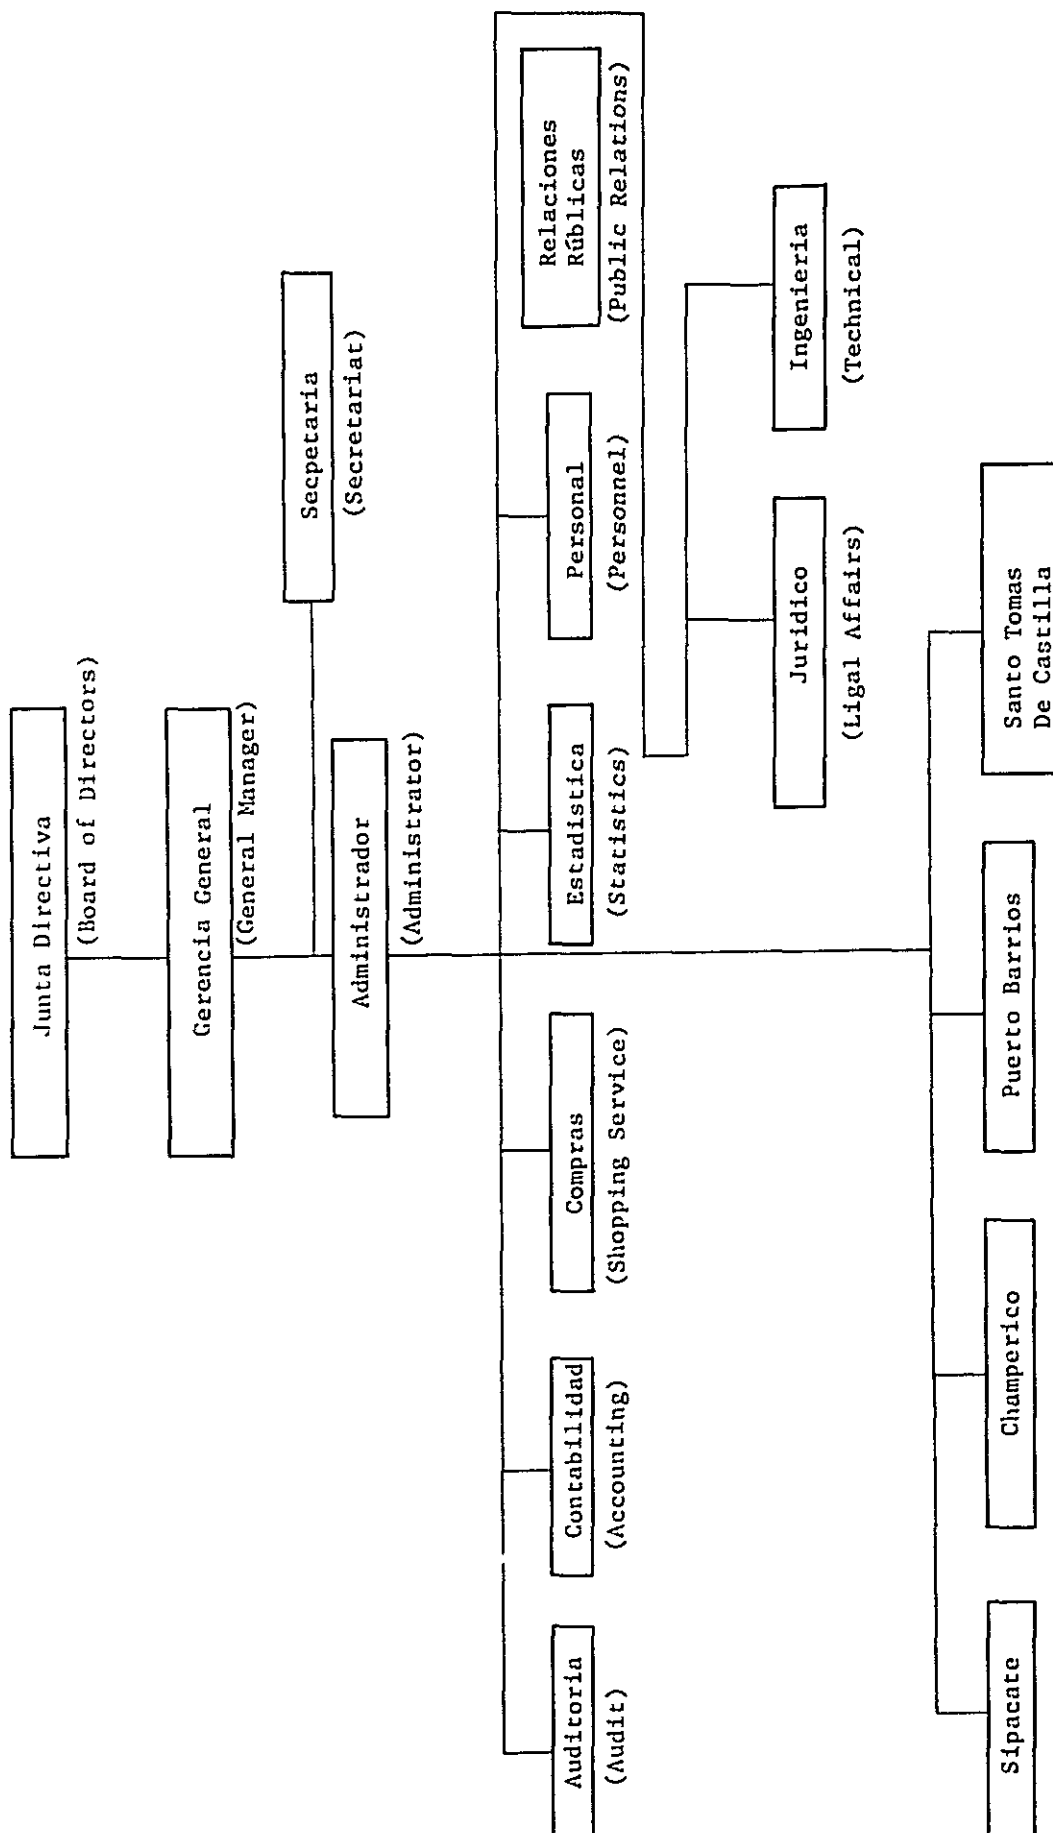 Junta Directiva
(Board of Directors)
Gerencia General
(General Manager)
Secpetaria
(Secretariat)
Administrador
(Administrator)
Auditoria
(Audit)
Contabilidad
(Accounting)
Compras
(Shopping Service)
Estadistica
(Statistics)
Personal
(Personnel)
Relaciones
Rúblicas
(Public Relations)
Juridico
(Ligal Affairs)
Ingenieria
(Technical)
Sipacate
Champerico
Puerto Barrios
Santo Tomas
De Castilla